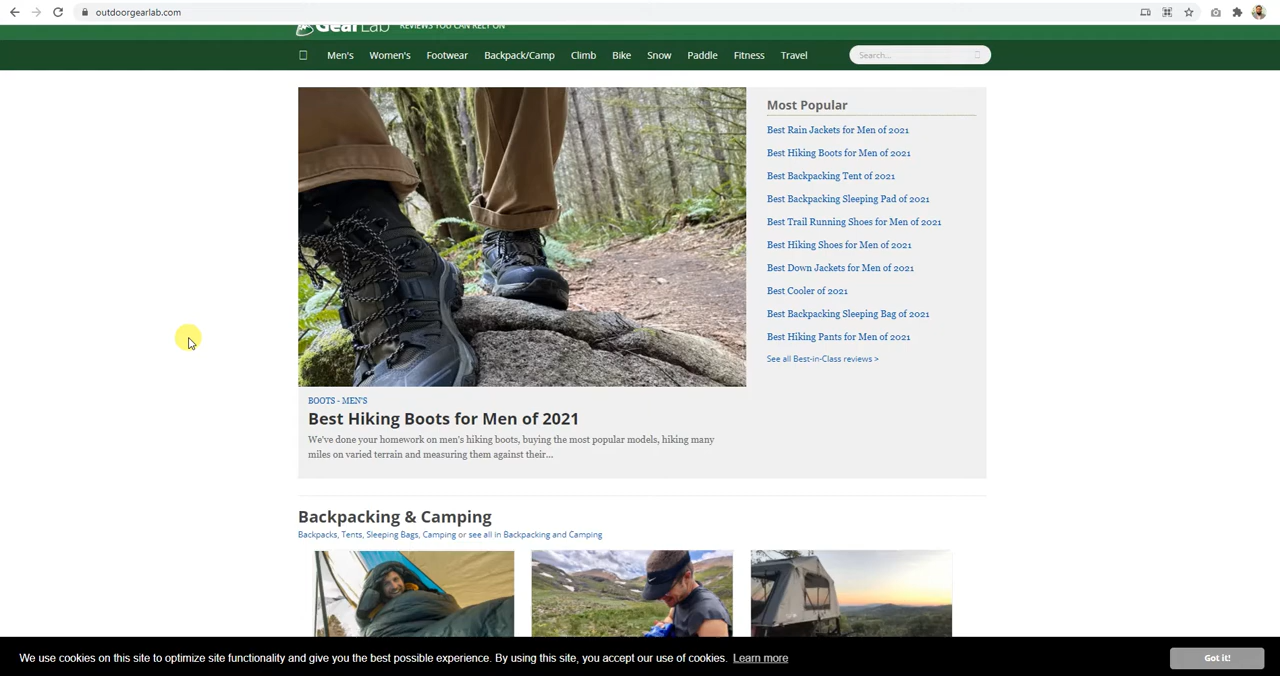 outdoorgearlab.com
GearLab REVIEWS YOU CAN RELY ON
Men's Women's Footwear Backpack/Camp Climb Bike Snow Paddle Fitness Travel Search...
Most Popular
Best Rain Jackets for Men of 2021
Best Hiking Boots for Men of 2021
Best Backpacking Tent of 2021
Best Backpacking Sleeping Pad of 2021
Best Trail Running Shoes for Men of 2021
Best Hiking Shoes for Men of 2021
Best Down Jackets for Men of 2021
Best Cooler of 2021
Best Backpacking Sleeping Bag of 2021
Best Hiking Pants for Men of 2021
See all Best-in-Class reviews >
BOOTS - MEN'S
Best Hiking Boots for Men of 2021
We've done your homework on men's hiking boots, buying the most popular models, hiking many
miles on varied terrain and measuring them against their...
Backpacking & Camping
Backpacks, Tents, Sleeping Bags, Camping or see all in Backpacking and Camping
We use cookies on this site to optimize site functionality and give you the best possible experience. By using this site, you accept our use of cookies. Learn more
Got it!